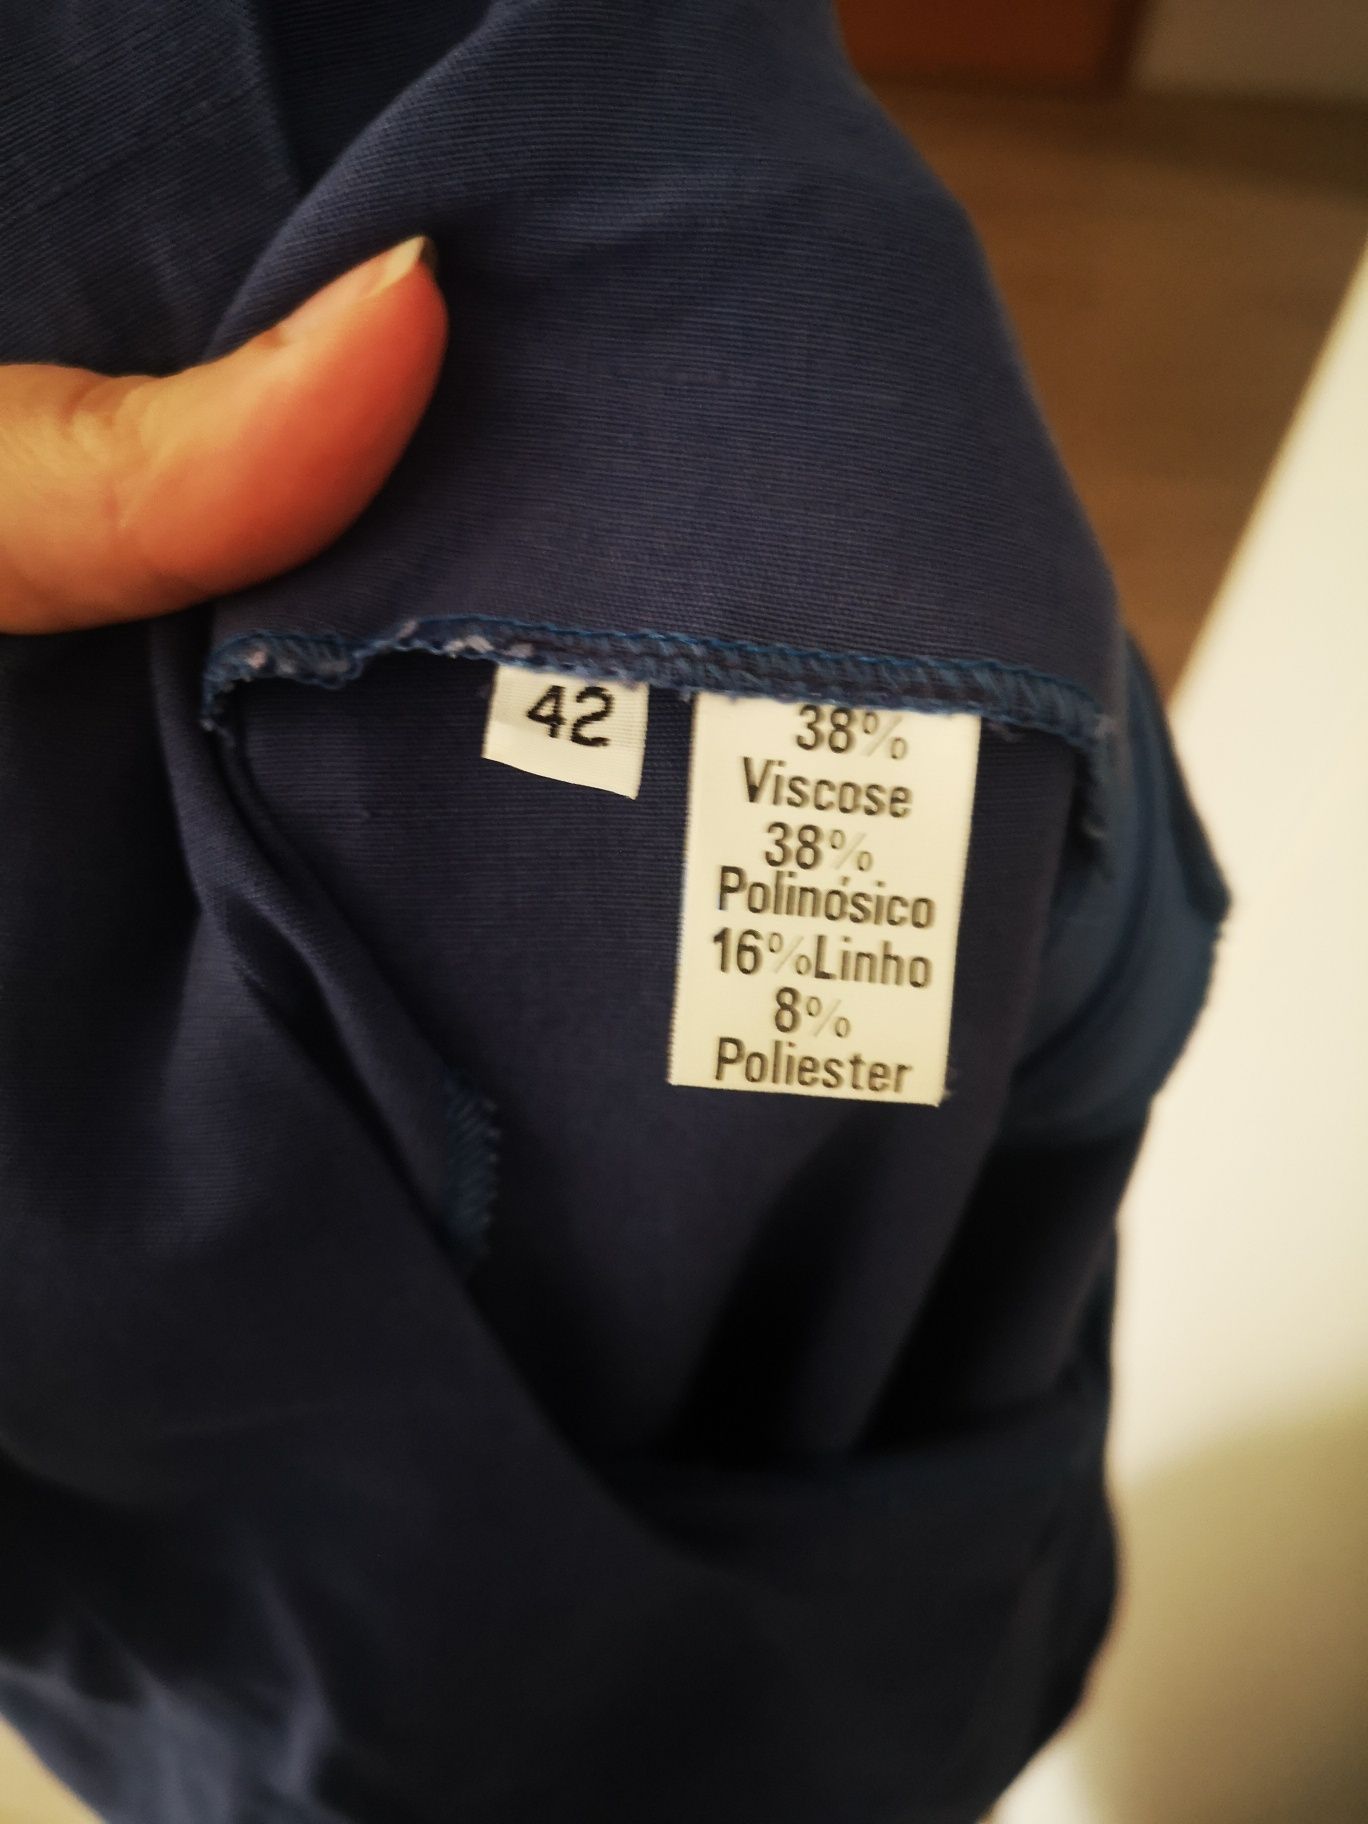 42
38%
Viscose
38%
Polinósico
16%Linho
8%
Poliester